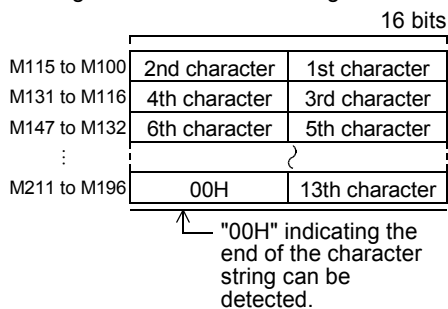 16 bits
M115 to M100 2nd character 1st character
M131 to M116 4th character 3rd character
M147 to M132 6th character 5th character
⋮
M211 to M196 00H 13th character
"00H" indicating the
end of the character
string can be
detected.